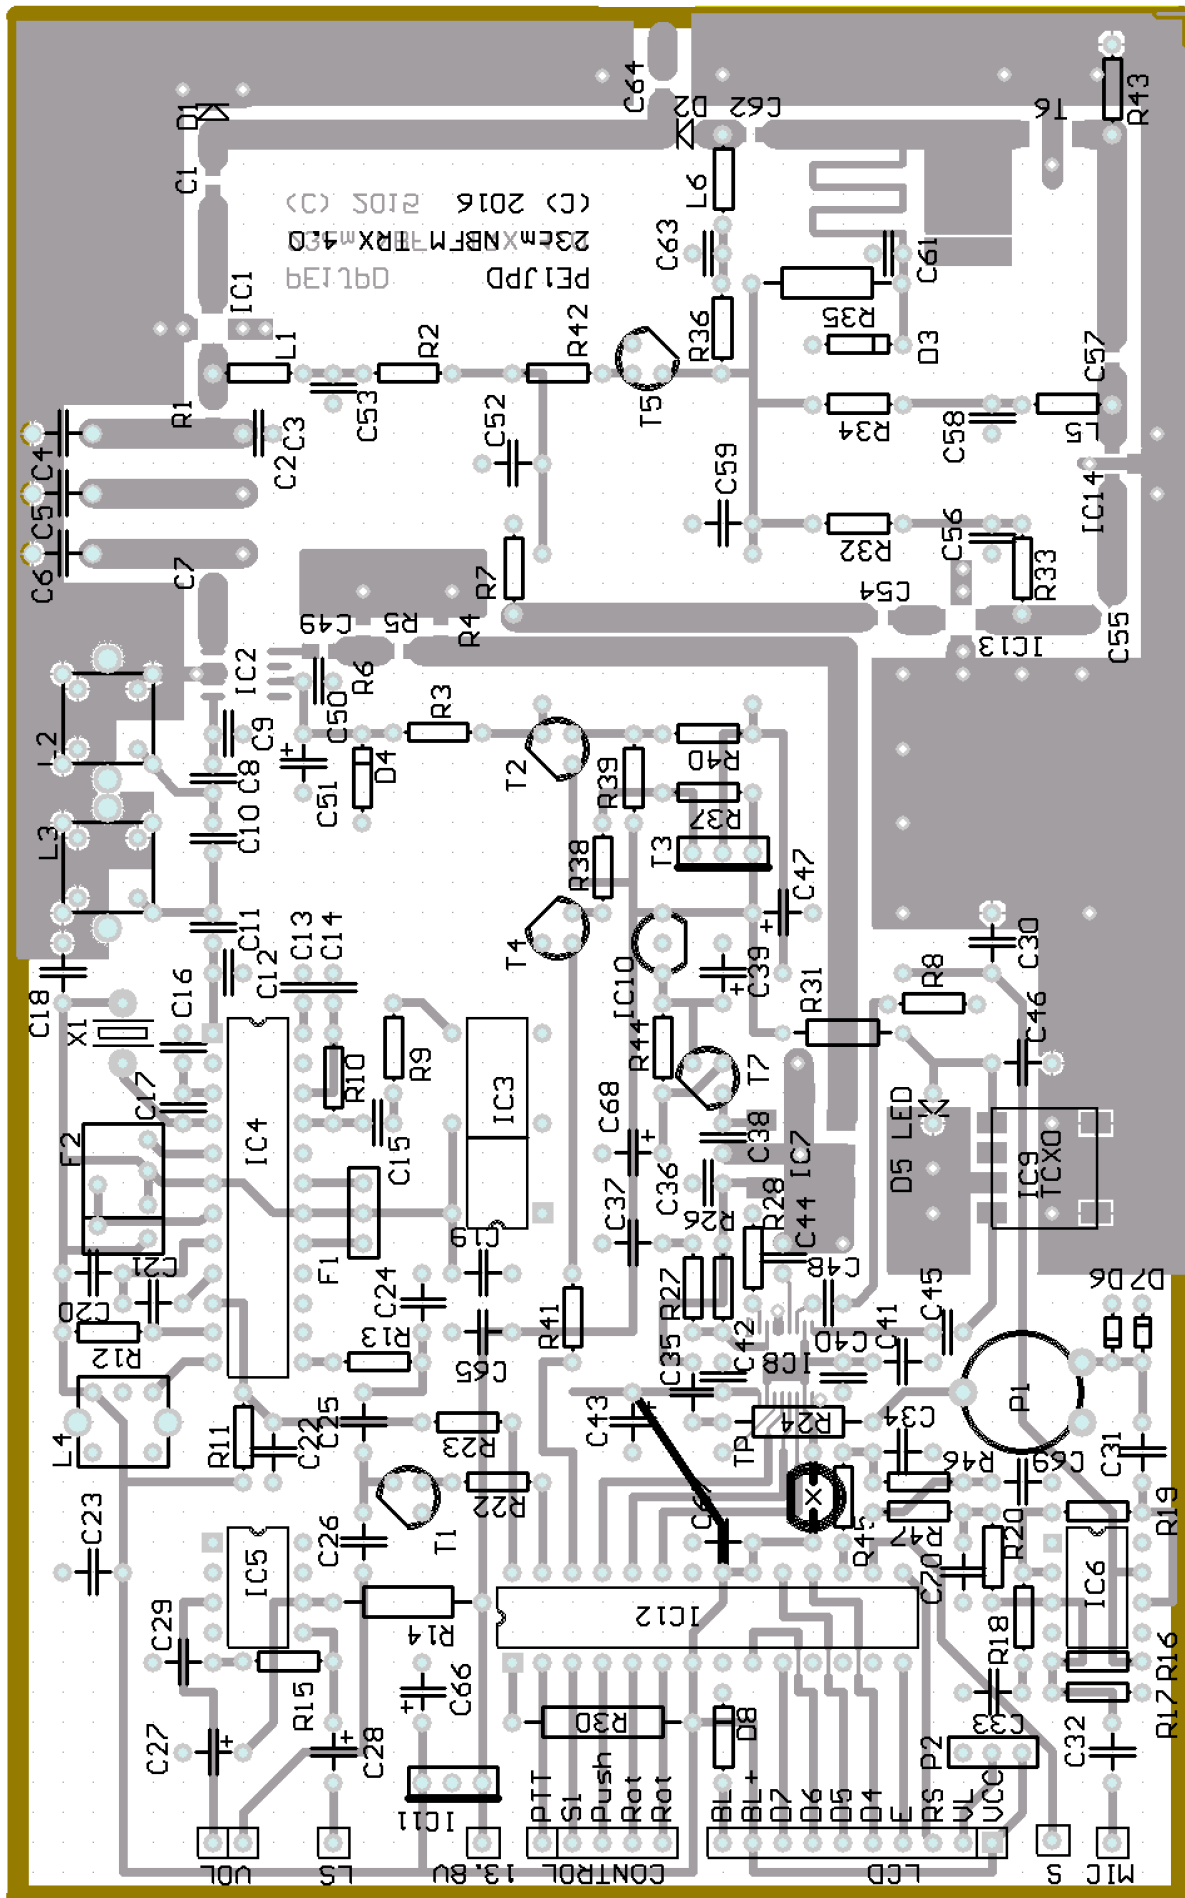 C64
D1
D2
C62
T6
R43
C1
L6
(C) 2015
(C) 2016
23cm NBFM TRX 4.0
PE1JPD
PE1JPD
C63
C61
IC1
L1
R2
R42
R36
R35
D3
C57
R1
C53
T5
C4
C3
C2
C52
C59
R34
C58
L5
C5
IC14
R32
C56
C6
C7
R7
C54
R33
C49
R5
R4
IC13
C55
IC2
R6
C50
R3
L2
C9
C8
C51
D4
T2
R39
R40
L3
C10
R37
R38
T3
C47
C11
C13
C14
T4
IC10
C39
R31
R8
C30
C18
X1
C16
C12
C46
R10
R9
R44
C17
IC3
C68
T7
F2
IC4
C15
C38
IC7
D5 LED
IC9
TCXO
C37
C36
R26
R28
C44
C19
C21
C20
F1
C24
R27
C48
C45
D7
D6
R12
R13
C65
R41
C35
C42
IC8
C40
C41
L4
R11
C22
C25
R23
C43
TP
R24
C34
P1
C31
R46
C69
C23
R22
X
R45
R47
R20
R19
IC5
C26
T1
C70
IC6
C29
R14
IC12
R18
R16
R15
C66
R30
D8
C33
R17
C27
C28
P2
C32
IC11
PTT
S1
Push
Rot
Rot
BL-
BL+
D7
D6
D5
D4
E
RS
VL
VCC
VOL
LS
13.8V
CONTROL
LCD
S
MIC